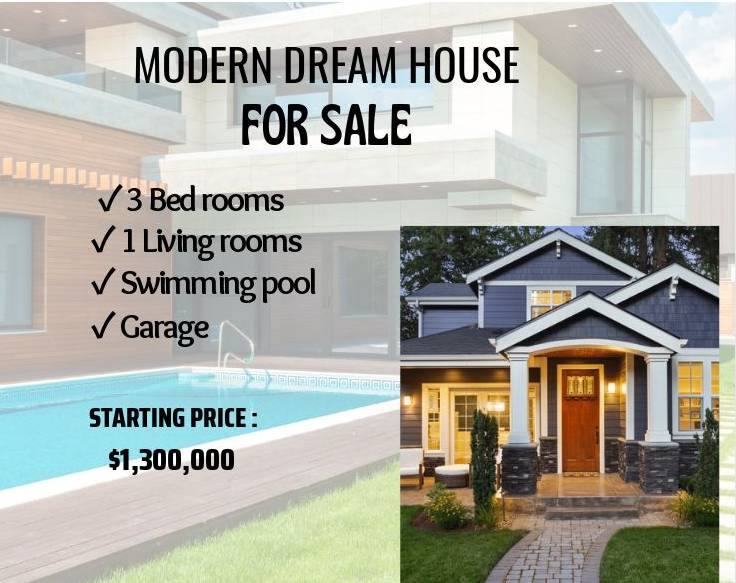 MODERN DREAM HOUSE
FOR SALE
✓ 3 Bed rooms
✓ 1 Living rooms
✓ Swimming pool
✓ Garage
STARTING PRICE :
$1,300,000